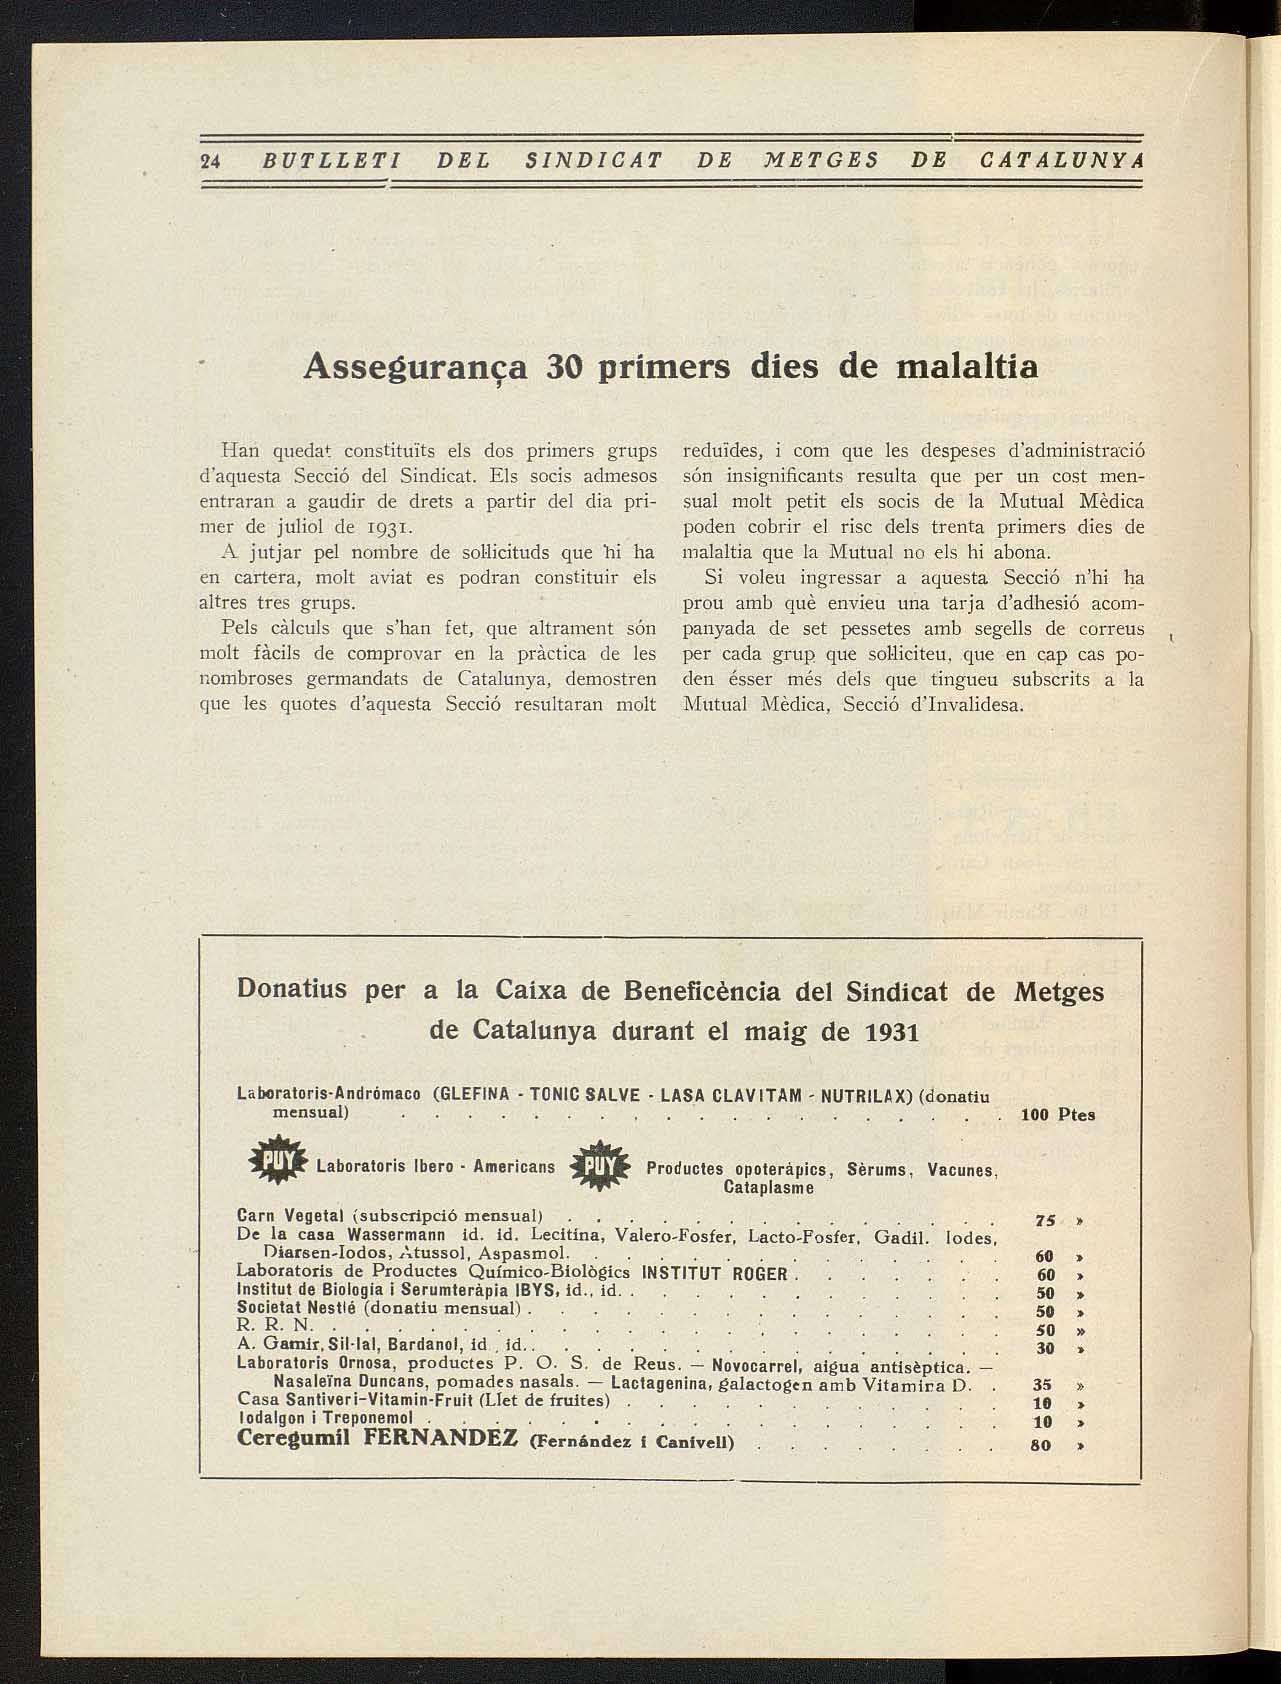 24 BUTLLETI DEL SINDICAT DE METGES DE CATALUNYA
Assegurança 30 primers dies de malaltia
Han quedat constituïts els dos primers grups
d'aquesta Secció del Sindicat. Els socis admesos
entraran a gaudir de drets a partir del dia pri-
mer de juliol de 1931.
A jutjar pel nombre de sol·licituds que hi ha
en cartera, molt aviat es podran constituir els
altres tres grups.
Pels càlculs que s'han fet, que altrament són
molt fàcils de comprovar en la pràctica de les
nombroses germandats de Catalunya, demostren
que les quotes d'aquesta Secció resultaran molt
reduïdes, i com que les despeses d'administració
són insignificants resulta que per un cost men-
sual molt petit els socis de la Mutual Mèdica
poden cobrir el risc dels trenta primers dies de
malaltia que la Mutual no els hi abona.
Si voleu ingressar a aquesta Secció n'hi ha
prou amb què envieu una tarja d'adhesió acom-
panyada de set pessetes amb segells de correus
per cada grup que sol·liciteu, que en cap cas po-
den ésser més dels que tingueu subscrits a la
Mutual Mèdica, Secció d'Invalidesa.
Donatius per a la Caixa de Beneficència del Sindicat de Metges
de Catalunya durant el maig de 1931
Laboratoris-Andrómaco (GLEFINA - TONIC SALVE - LASA CLAVITAM - NUTRILAX) (donatiu
mensual) . . . . . . . . . . . . . . . . . . . 100 Ptes
PUY Laboratoris Ibero - Americans PUY Productes opoteràpics, Sèrums, Vacunes,
Cataplasme
Carn Vegetal (subscripció mensual) . . . . . . . . . . . . . . 75 »
De la casa Wassermann id. id. Lecitina, Valero-Fosfer, Lacto-Fosfer, Gadil. Iodes,
Diarsen-Iodos, Atussol, Aspasmol. . . . . . . . . . . . . . 60 »
Laboratoris de Productes Químico-Biològics INSTITUT ROGER . . . . . . . 60 »
Institut de Biologia i Serumteràpia IBYS, id., id. . . . . . . . . . . . . 50 »
Societat Nestlé (donatiu mensual) . . . . . . . . . . . . . . . 50 »
R. R. N. . . . . . . . . . . . . . . . . . . . . . 50 »
A. Gamir, Sil-lal, Bardanol, id. id. . . . . . . . . . . . . . . . 30 »
Laboratoris Ornosa, productes P. O. S. de Reus. — Novocarrel, aigua antisèptica. —
Nasaleïna Duncans, pomades nasals. — Lactagenina, galactogen amb Vitamira D. . 35 »
Casa Santiveri-Vitamin-Fruit (Llet de fruites) . . . . . . . . . . . . 10 »
Iodalgon i Treponemol . . . . . . . . . . . . . . . . . . 10 »
Ceregumil FERNANDEZ (Fernández i Canivell) . . . . . . . . 80 »